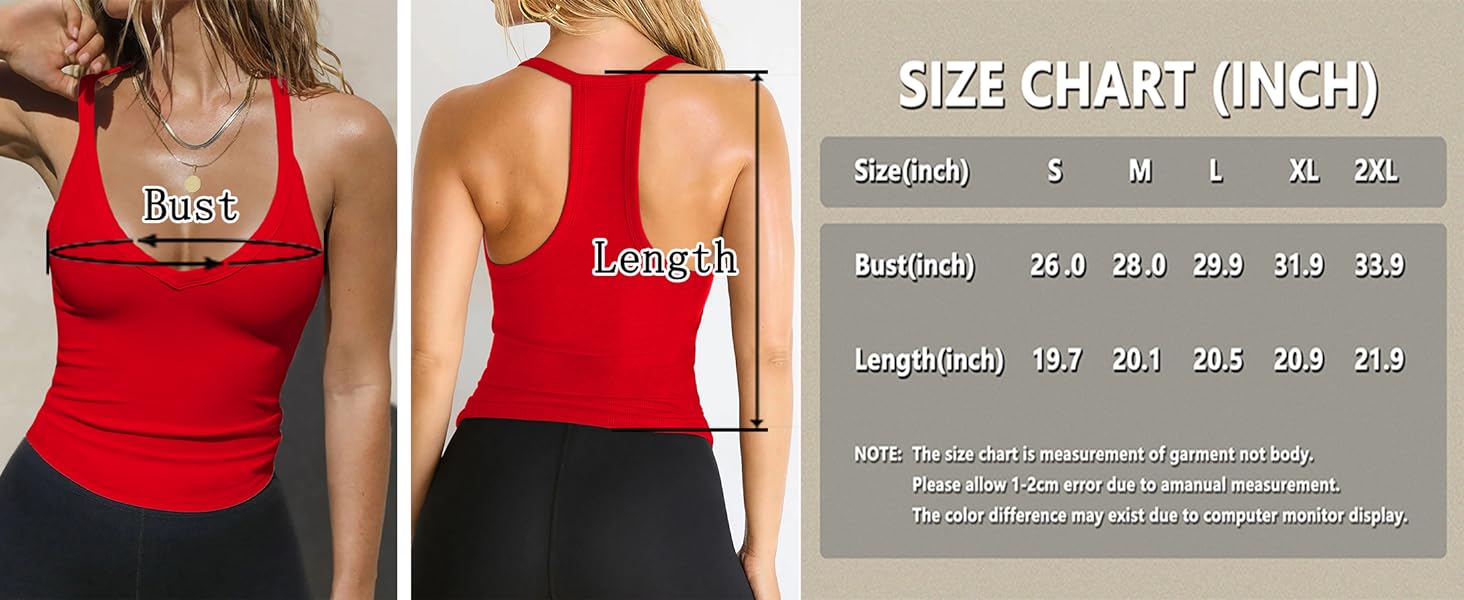 Bust
Length
SIZE CHART (INCH)
Size(inch) S M L XL 2XL
Bust(inch) 26.0 28.0 29.9 31.9 33.9
Length(inch) 19.7 20.1 20.5 20.9 21.9
NOTE: The size chart is measurement of garment not body.
Please allow 1-2cm error due to amanual measurement.
The color difference may exist due to computer monitor display.